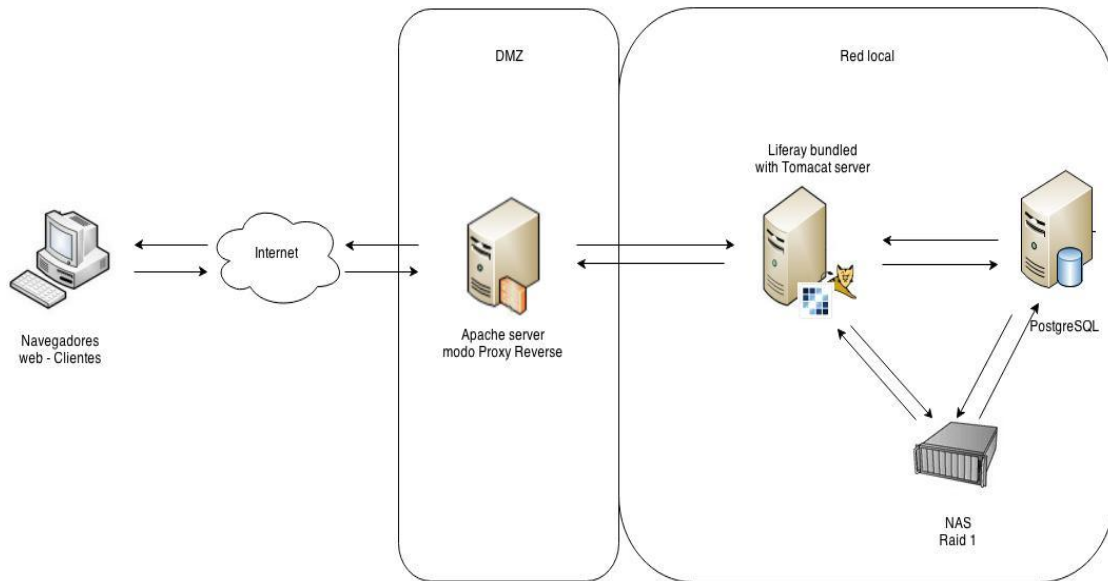 DMZ
Red local
Liferay bundled
with Tomacat server
Internet
Navegadores
web - Clientes
Apache server
modo Proxy Reverse
PostgreSQL
NAS
Raid 1